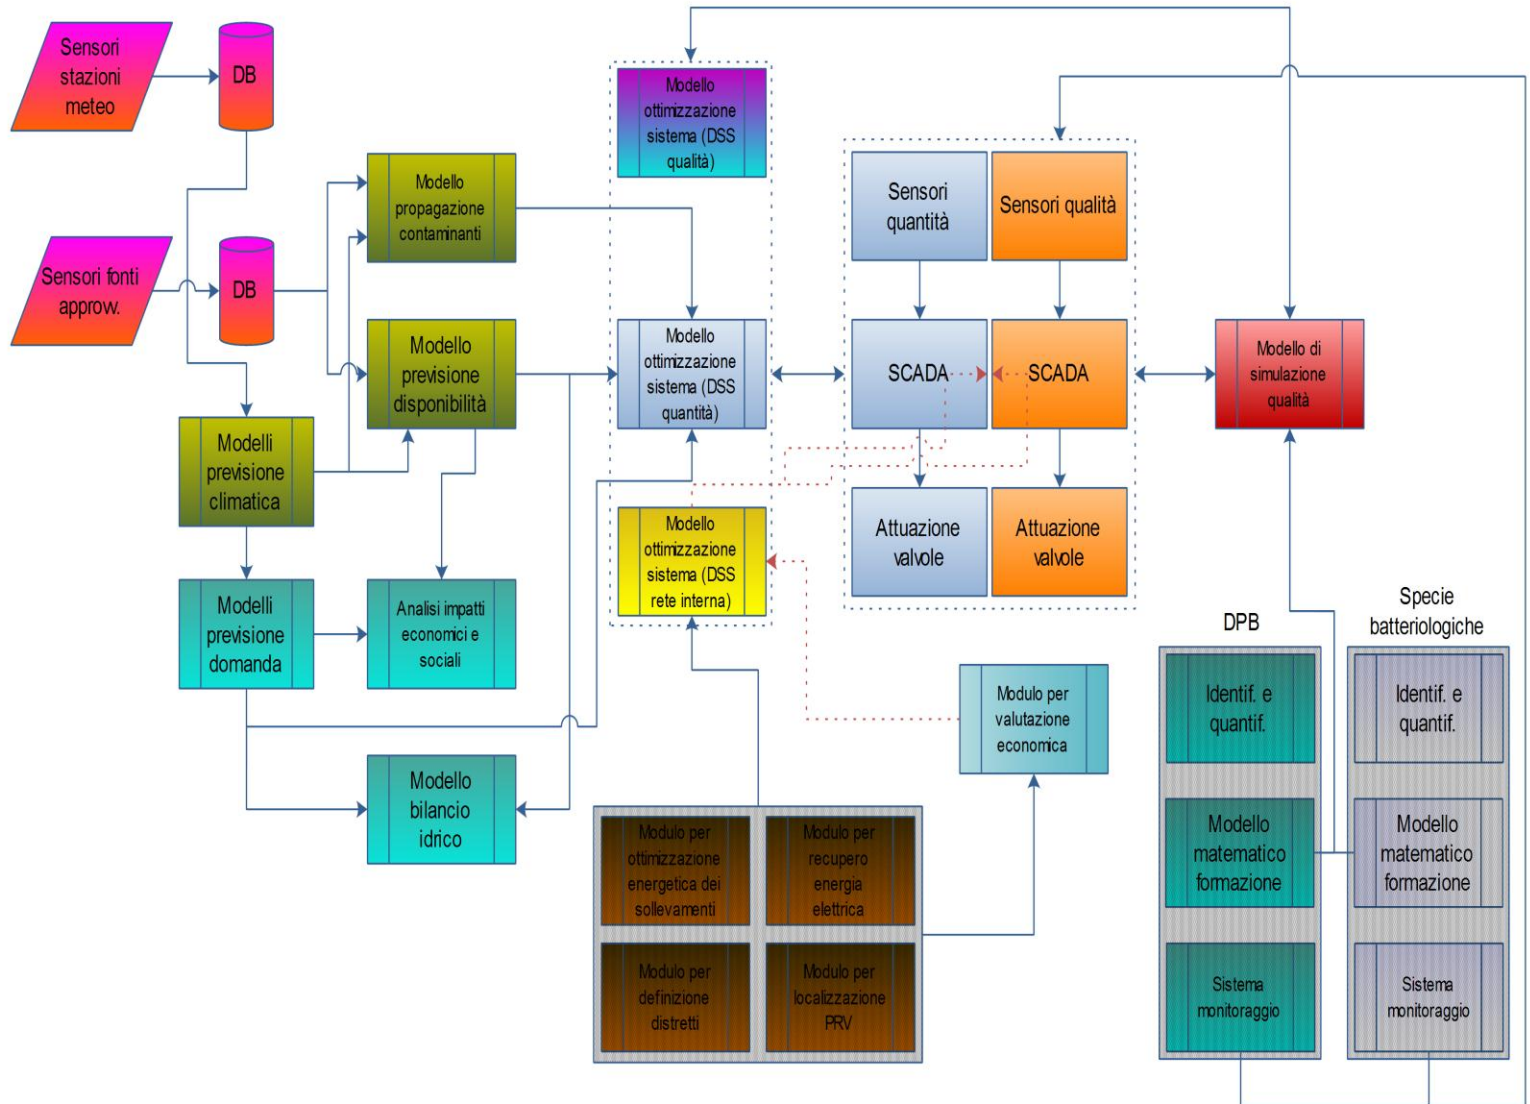 Sensori
stazioni
meteo
DB
Sensori fonti
approw.
DB
Modello
propagazione
contaminanti
Modello
previsione
disponibilità
Modelli
previsione
climatica
Modelli
previsione
domanda
Analisi impatti
economici e
sociali
Modello
bilancio
idrico
Modello
ottimizzazione
sistema (DSS
qualità)
Modello
ottimizzazione
sistema (DSS
quantità)
Modello
ottimizzazione
sistema (DSS
rete interna)
Sensori
quantità
Sensori qualità
SCADA
SCADA
Attuazione
valvole
Attuazione
valvole
Modello di
simulazione
qualità
Modulo per
valutazione
economica
Modulo per
ottimizzazione
energetica dei
sollevamenti
Modulo per
recupero
energia
elettrica
Modulo per
definizione
distretti
Modulo per
localizzazione
PRV
DPB
Identif. e
quantif.
Modello
matematico
formazione
Sistema
monitoraggio
Specie
batteriologiche
Identif. e
quantif.
Modello
matematico
formazione
Sistema
monitoraggio